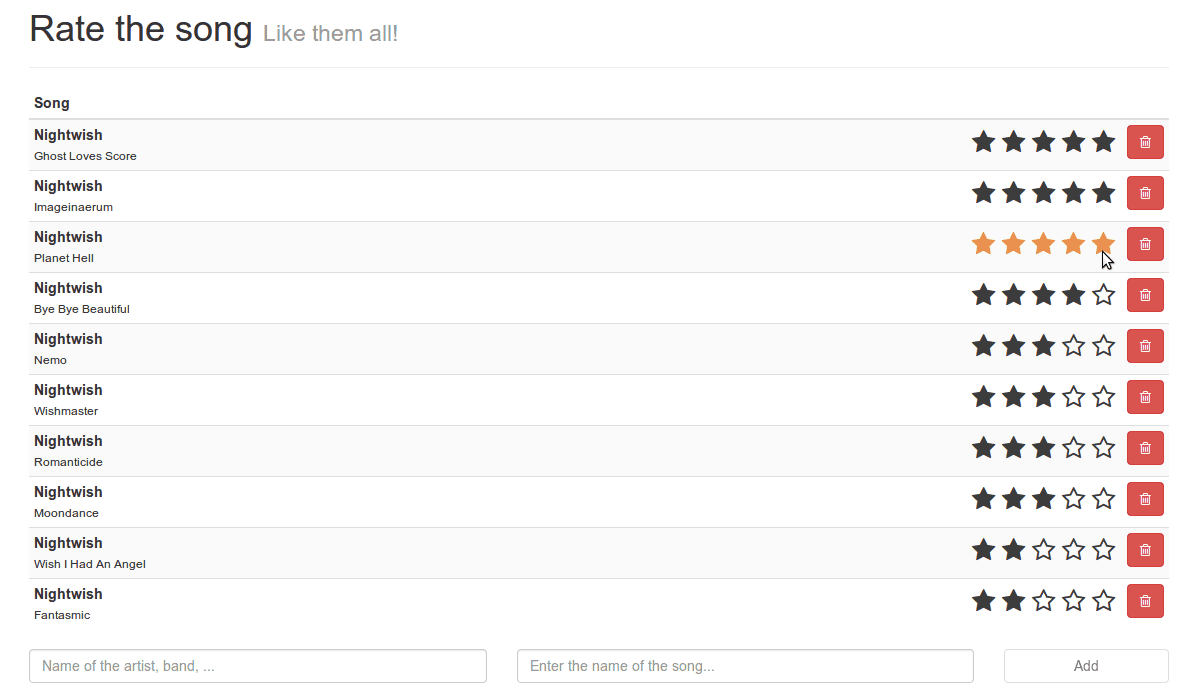 Rate the song Like them all!
Song
Nightwish
Ghost Loves Score
Nightwish
Imageinaerum
Nightwish
Planet Hell
Nightwish
Bye Bye Beautiful
Nightwish
Nemo
Nightwish
Wishmaster
Nightwish
Romanticide
Nightwish
Moondance
Nightwish
Wish I Had An Angel
Nightwish
Fantasmic
Name of the artist, band, ... Enter the name of the song... Add